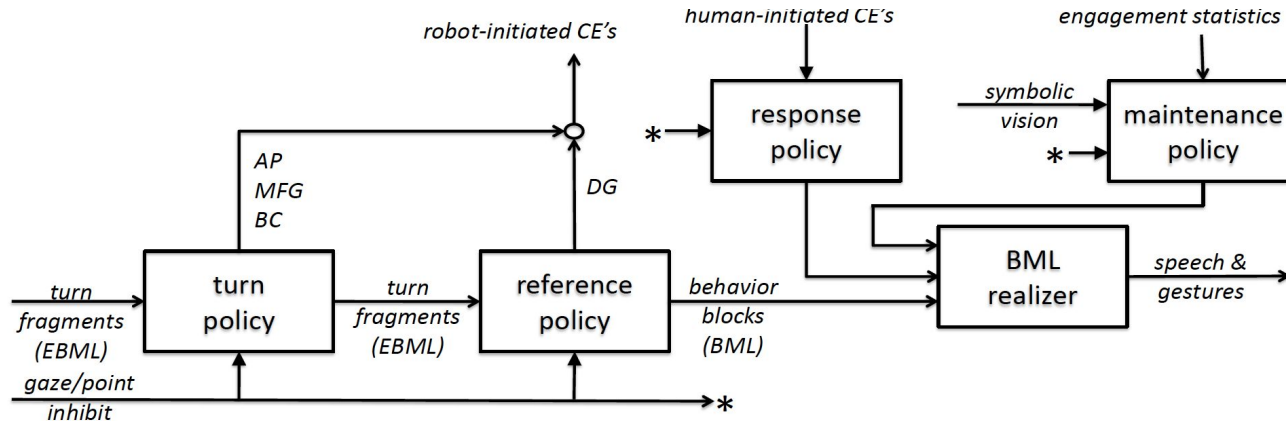 human-initiated CE's
engagement statistics
robot-initiated CE's
symbolic
vision
*
response
policy
*
maintenance
policy
AP
MFG
BC
DG
turn
fragments
(EBML)
turn
policy
turn
fragments
(EBML)
reference
policy
behavior
blocks
(BML)
BML
realizer
speech &
gestures
gaze/point
inhibit
*